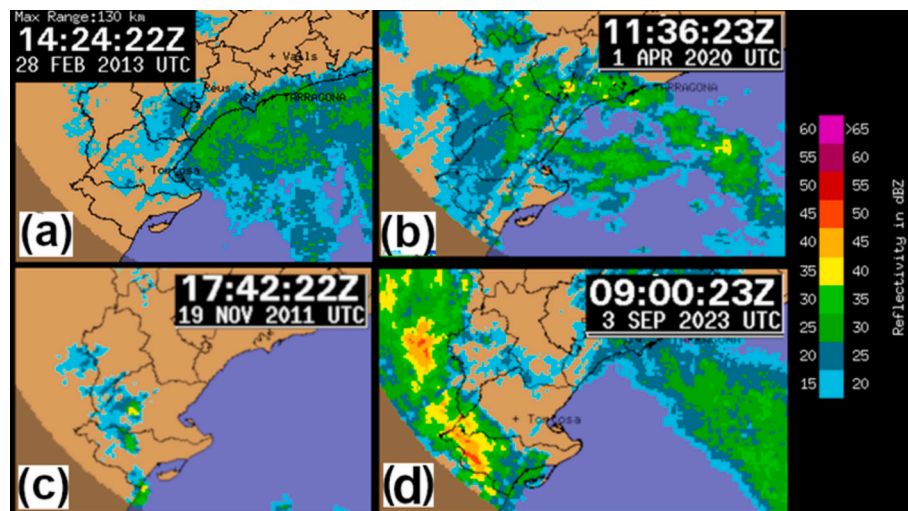 Max Range:130 km
14:24:22Z
28 FEB 2013 UTC
+ Valls
Reus
+ TARRAGONA
+ Tortosa
(a)
11:36:23Z
1 APR 2020 UTC
TARRAGONA
(b)
17:42:22Z
19 NOV 2011 UTC
(c)
09:00:23Z
3 SEP 2023 UTC
TARRAGONA
+ Tortosa
(d)
60 >65
55 60
50 55
45 50
40 45
35 40
30 35
25 30
20 25
15 20
Reflectivity in dBZ